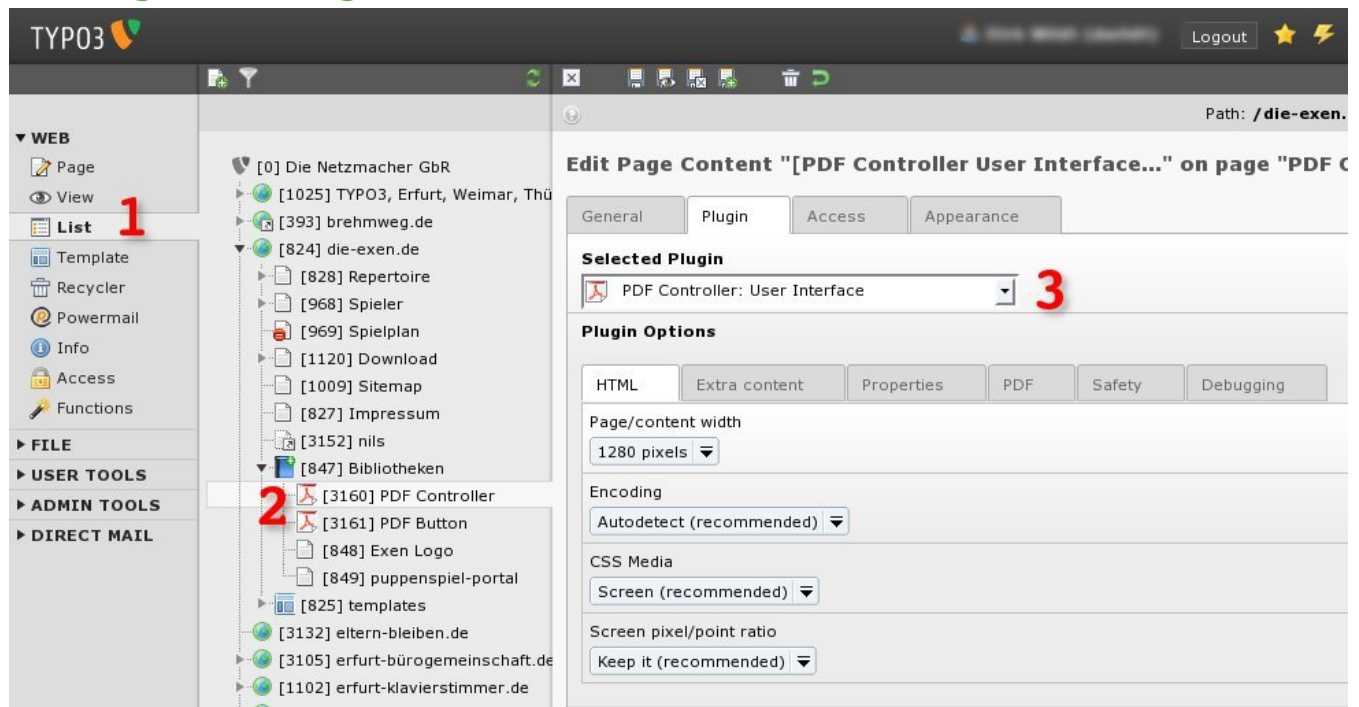 TYPO3
Logout
Path: /die-exen.
WEB
Page
View
List
1
Template
Recycler
Powermail
Info
Access
Functions
FILE
USER TOOLS
ADMIN TOOLS
DIRECT MAIL
[0] Die Netzmacher GbR
[1025] TYPO3, Erfurt, Weimar, Thü
[393] brehmweg.de
[824] die-exen.de
[828] Repertoire
[968] Spieler
[969] Spielplan
[1120] Download
[1009] Sitemap
[827] Impressum
[3152] nils
[847] Bibliotheken
2
[3160] PDF Controller
[3161] PDF Button
[848] Exen Logo
[849] puppenspiel-portal
[825] templates
[3132] eltern-bleiben.de
[3105] erfurt-bürogemeinschaft.de
[1102] erfurt-klavierstimmer.de
Edit Page Content "[PDF Controller User Interface..." on page "PDF C
General Plugin Access Appearance
Selected Plugin
PDF Controller: User Interface
3
Plugin Options
HTML Extra content Properties PDF Safety Debugging
Page/content width
1280 pixels
Encoding
Autodetect (recommended)
CSS Media
Screen (recommended)
Screen pixel/point ratio
Keep it (recommended)